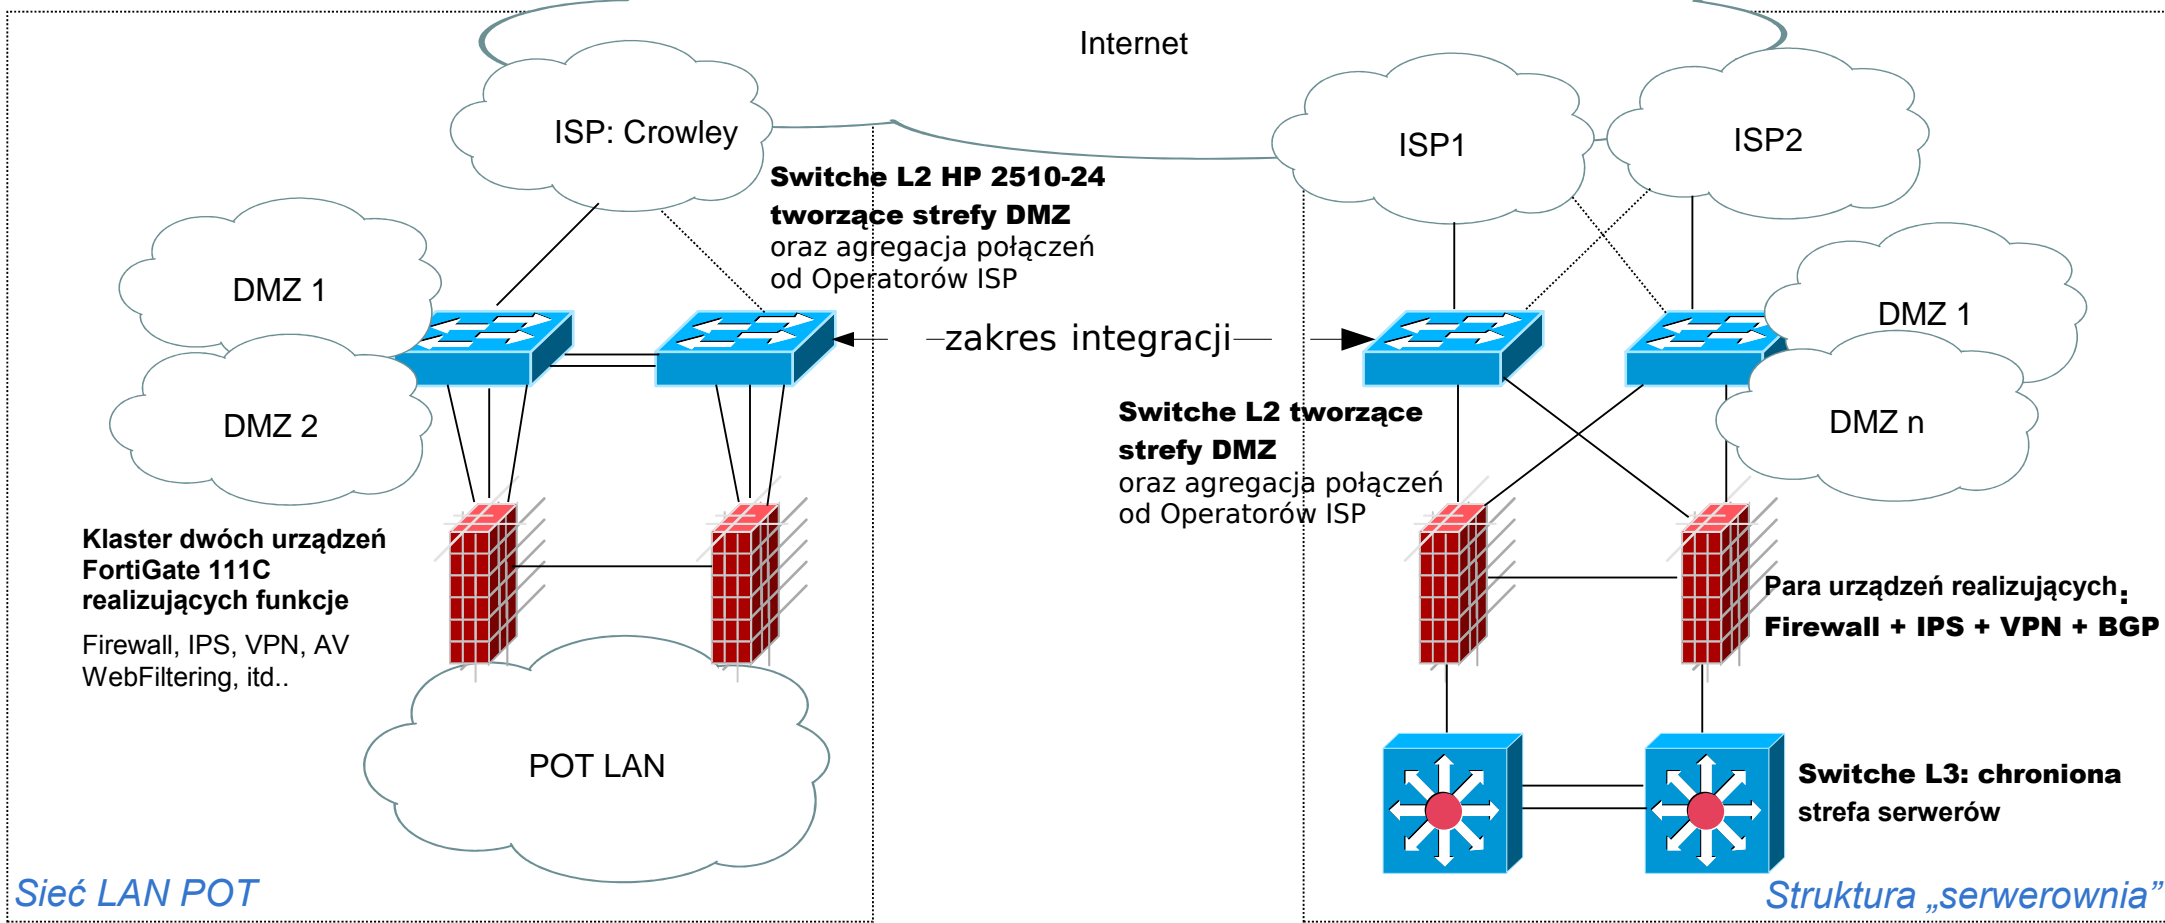 Internet
ISP: Crowley
ISP1
ISP2
Switche L2 HP 2510-24
tworzące strefy DMZ
oraz agregacja połączeń
od Operatorów ISP
DMZ 1
DMZ 2
zakres integracji
DMZ 1
DMZ n
Switche L2 tworzące
strefy DMZ
oraz agregacja połączeń
od Operatorów ISP
Klaster dwóch urządzeń
FortiGate 111C
realizujących funkcje
Firewall, IPS, VPN, AV
WebFiltering, itd..
Para urządzeń realizujących:
Firewall + IPS + VPN + BGP
POT LAN
Switche L3: chroniona
strefa serwerów
Sieć LAN POT
Struktura „serwerownia”